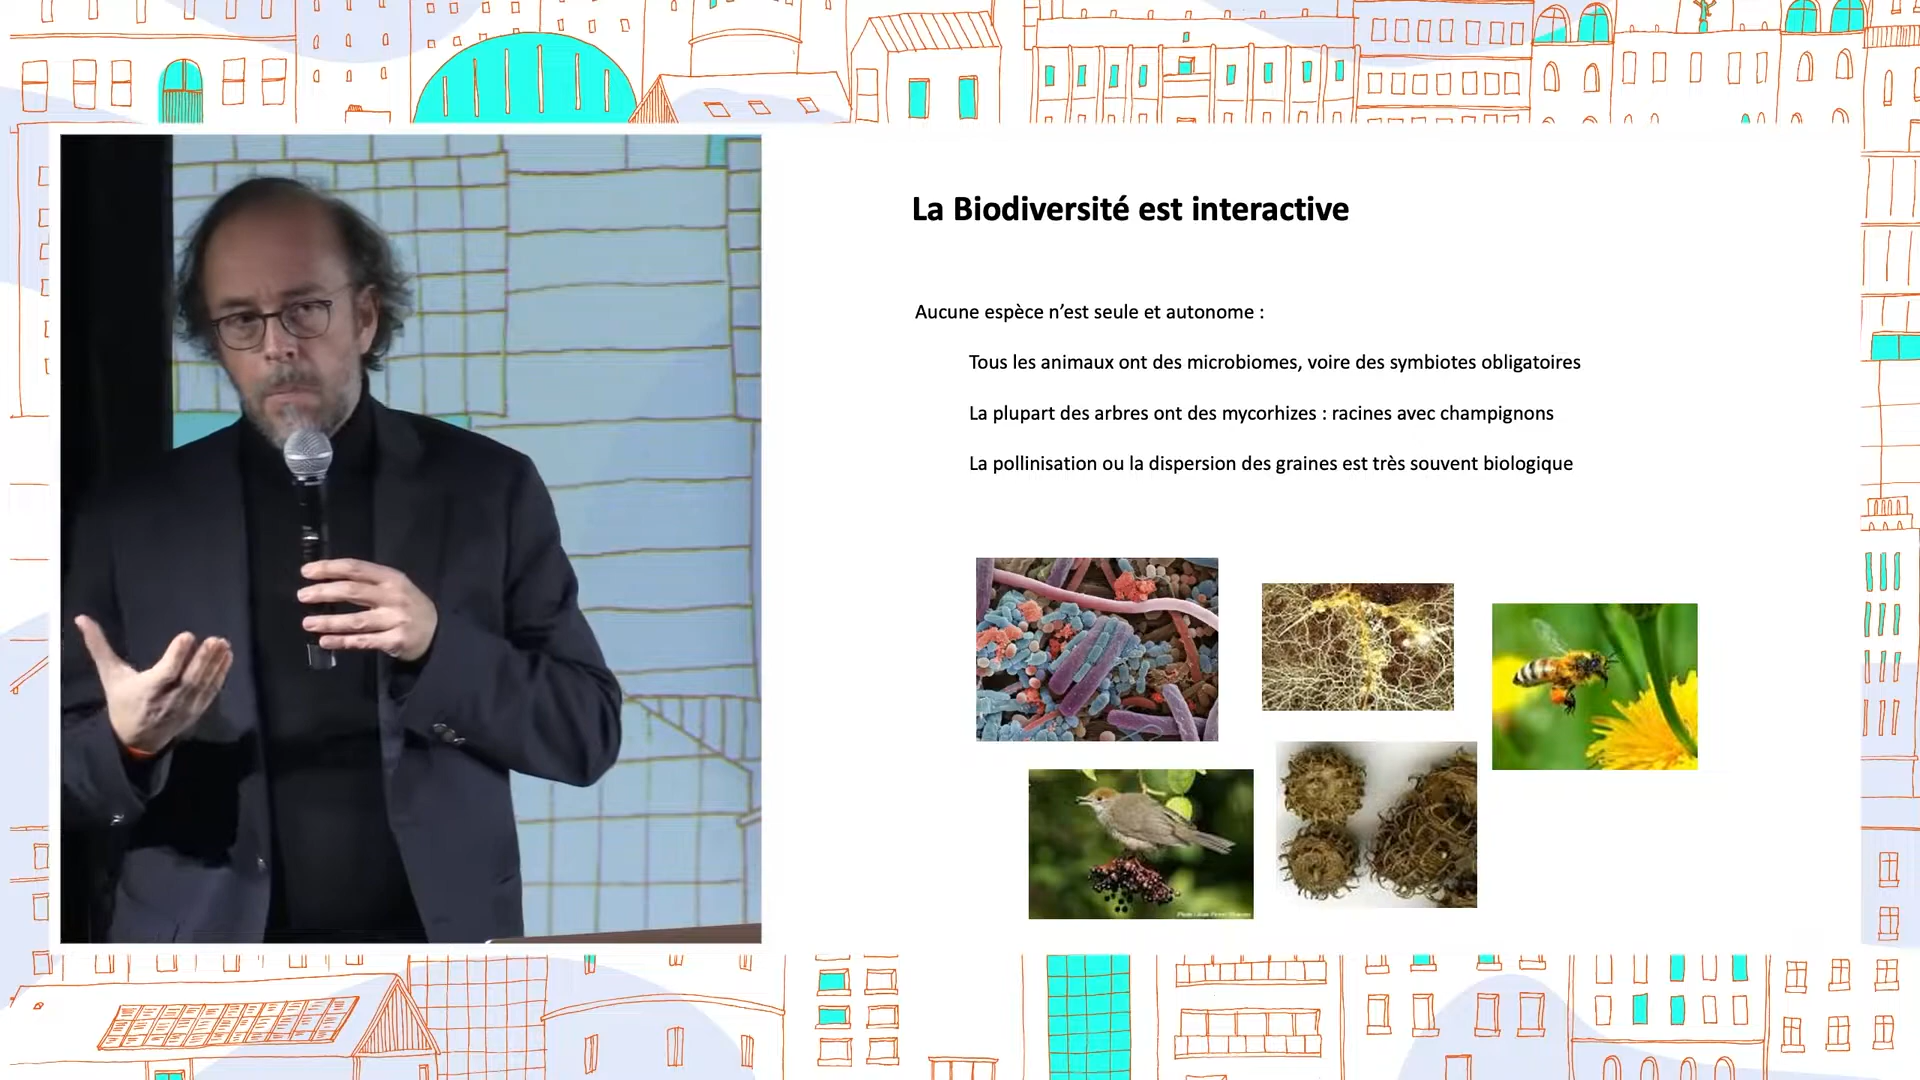 La Biodiversité est interactive
Aucune espèce n’est seule et autonome :
Tous les animaux ont des microbiomes, voire des symbiotes obligatoires
La plupart des arbres ont des mycorhizes : racines avec champignons
La pollinisation ou la dispersion des graines est très souvent biologique